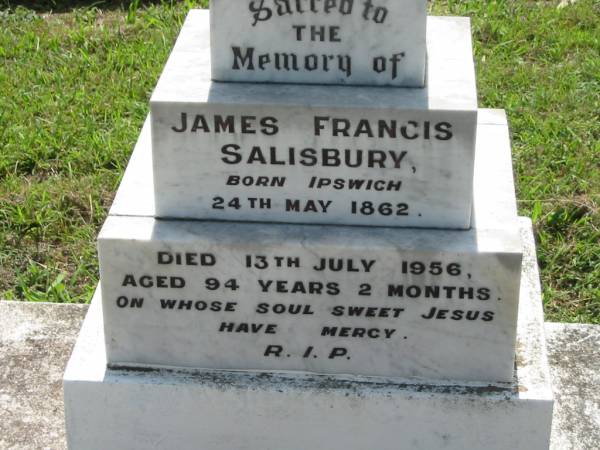 Sacred to
THE
Memory of
JAMES FRANCIS
SALISBURY,
BORN IPSWICH
24TH MAY 1862.
DIED 13TH JULY 1956,
AGED 94 YEARS 2 MONTHS.
ON WHOSE SOUL SWEET JESUS
HAVE MERCY.
R.I.P.